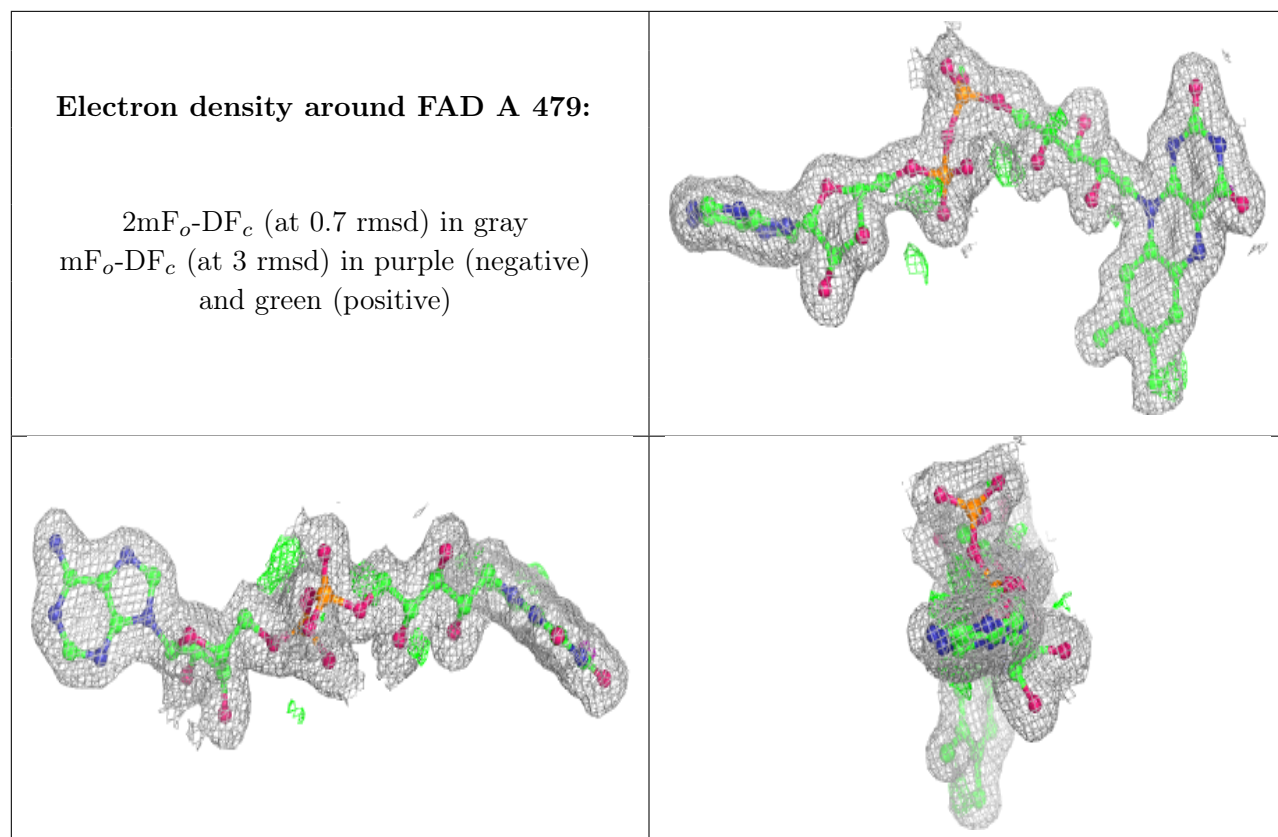 Electron density around FAD A 479:
2mFo-DFc (at 0.7 rmsd) in gray
mFo-DFc (at 3 rmsd) in purple (negative)
and green (positive)